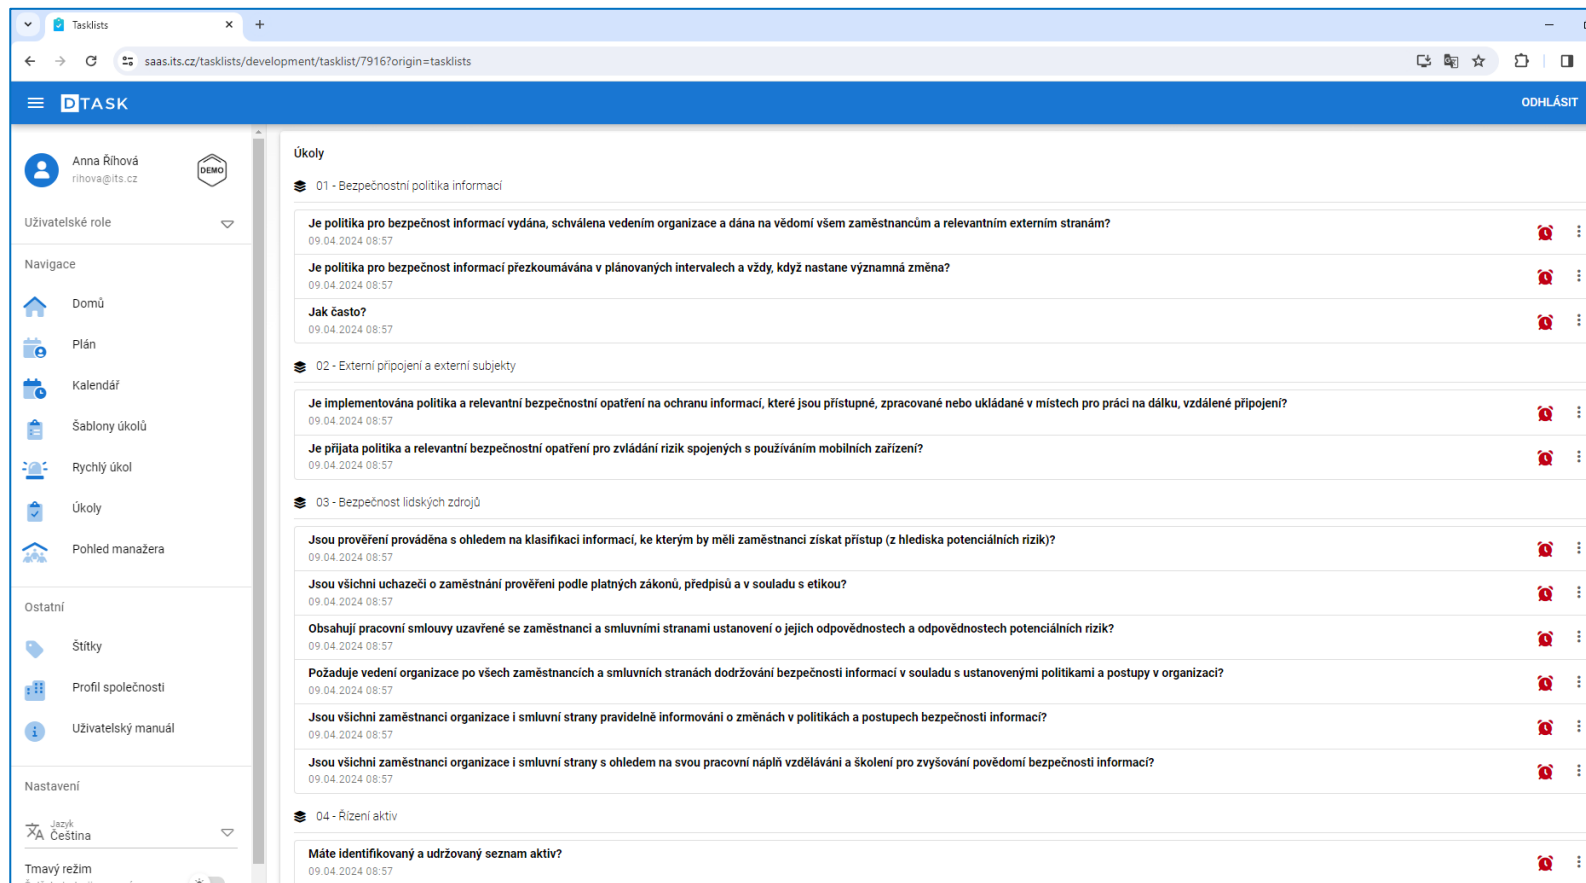 Tasklists
saas.its.cz/tasklists/development/tasklist/7916?origin=tasklists
DTASK
ODHLÁSIT
Anna Říhová
rihova@its.cz
DEMO
Uživatelské role
Navigace
Domů
Plán
Kalendář
Šablony úkolů
Rychlý úkol
Úkoly
Pohled manažera
Ostatní
Štítky
Profil společnosti
Uživatelský manuál
Nastavení
Jazyk
Čeština
Tmavý režim
Úkoly
01 - Bezpečnostní politika informací
Je politika pro bezpečnost informací vydána, schválena vedením organizace a dána na vědomí všem zaměstnancům a relevantním externím stranám?
09.04.2024 08:57
Je politika pro bezpečnost informací přezkoumávána v plánovaných intervalech a vždy, když nastane významná změna?
09.04.2024 08:57
Jak často?
09.04.2024 08:57
02 - Externí připojení a externí subjekty
Je implementována politika a relevantní bezpečnostní opatření na ochranu informací, které jsou přístupné, zpracované nebo ukládané v místech pro práci na dálku, vzdálené připojení?
09.04.2024 08:57
Je přijata politika a relevantní bezpečnostní opatření pro zvládání rizik spojených s používáním mobilních zařízení?
09.04.2024 08:57
03 - Bezpečnost lidských zdrojů
Jsou prověření prováděna s ohledem na klasifikaci informací, ke kterým by měli zaměstnanci získat přístup (z hlediska potenciálních rizik)?
09.04.2024 08:57
Jsou všichni uchazeči o zaměstnání prověřeni podle platných zákonů, předpisů a v souladu s etikou?
09.04.2024 08:57
Obsahují pracovní smlouvy uzavřené se zaměstnanci a smluvními stranami ustanovení o jejich odpovědnostech a odpovědnostech potenciálních rizik?
09.04.2024 08:57
Požaduje vedení organizace po všech zaměstnancích a smluvních stranách dodržování bezpečnosti informací v souladu s ustanovenými politikami a postupy v organizaci?
09.04.2024 08:57
Jsou všichni zaměstnanci organizace i smluvní strany pravidelně informováni o změnách v politikách a postupech bezpečnosti informací?
09.04.2024 08:57
Jsou všichni zaměstnanci organizace i smluvní strany s ohledem na svou pracovní náplň vzděláváni a školení pro zvyšování povědomí bezpečnosti informací?
09.04.2024 08:57
04 - Řízení aktiv
Máte identifikovaný a udržovaný seznam aktiv?
09.04.2024 08:57